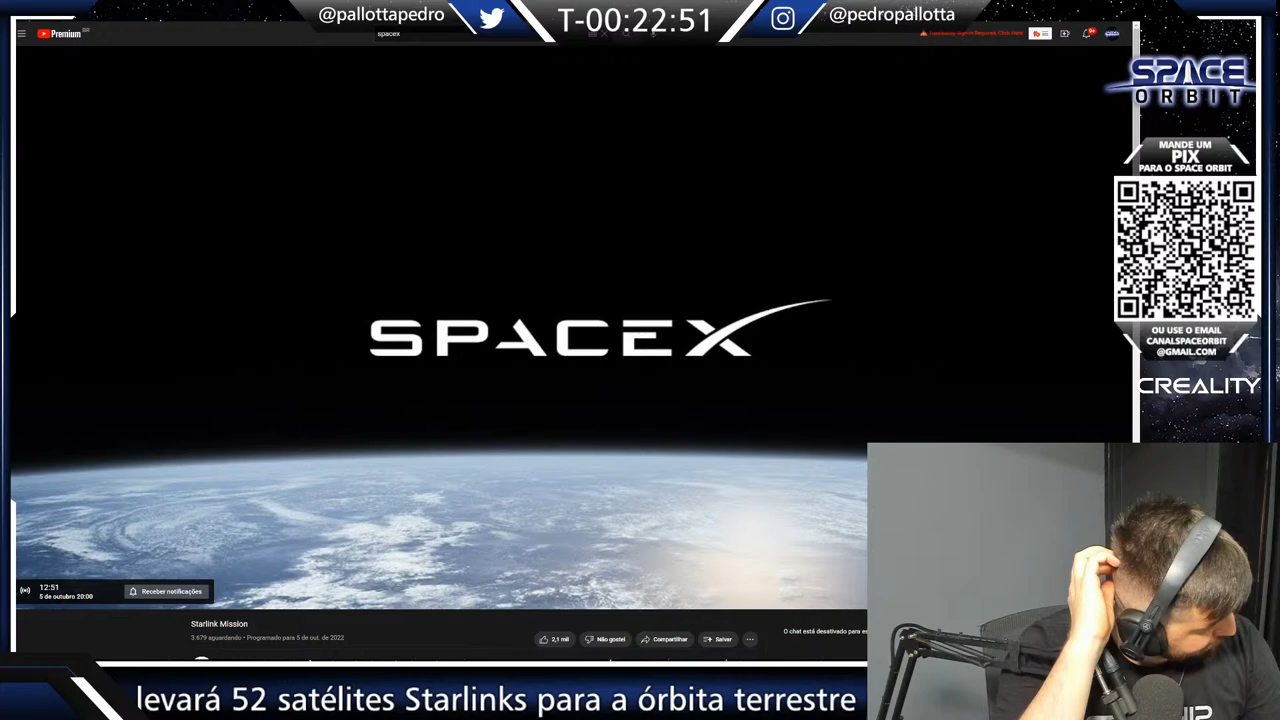 @pallottapedro
T-00:22:51
@pedropallotta
Premium
BR
spacex
9+
SPACE
ORBIT
MANDE UM
PIX
PARA O SPACE ORBIT
SPACEX
OU USE O EMAIL
CANALSPACEORBIT
@GMAIL.COM
CREALITY
12:51
5 de outubro 20:00
Receber notificações
Starlink Mission
3.679 aguardando • Programado para 5 de out. de 2022
2,1 mil
Não gostei
Compartilhar
Salvar
O chat está desativado para
levará 52 satélites Starlinks para a órbita terrestre